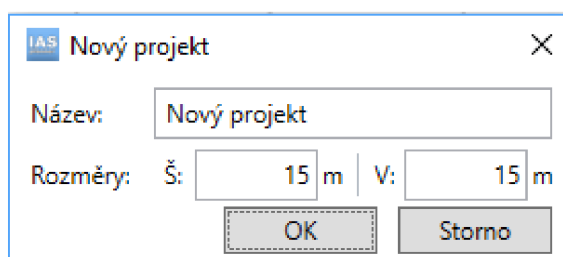 IAS Nový projekt
Název: Nový projekt
Rozměry: Š: 15 m V: 15 m
OK Storno